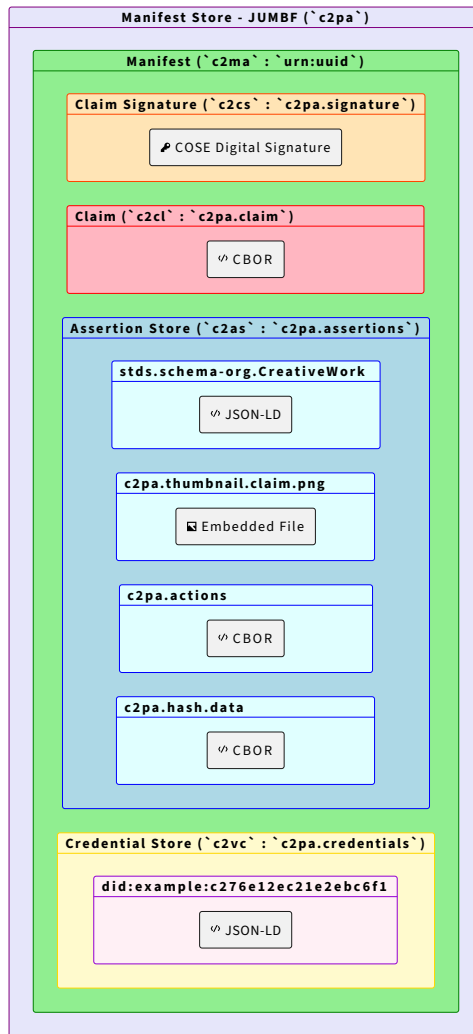 Manifest Store - JUMBF (`c2pa`)
Manifest (`c2ma` : `urn:uuid`)
Claim Signature (`c2cs` : `c2pa.signature`)
COSE Digital Signature
Claim (`c2cl` : `c2pa.claim`)
CBOR
Assertion Store (`c2as` : `c2pa.assertions`)
stds.schema-org.CreativeWork
JSON-LD
c2pa.thumbnail.claim.png
Embedded File
c2pa.actions
CBOR
c2pa.hash.data
CBOR
Credential Store (`c2vc` : `c2pa.credentials`)
did:example:c276e12ec21e2ebc6f1
JSON-LD